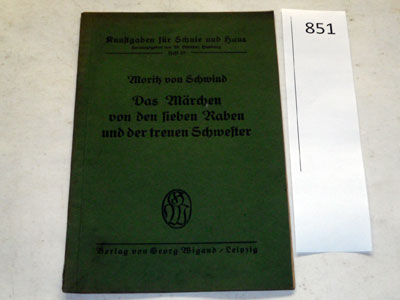 Kunstgaben für Schule und Haus
Moritz von Schwind
Das Märchen
von den sieben Raben
und der treuen Schwester
GW
Verlag von Georg Wigand / Leipzig
851